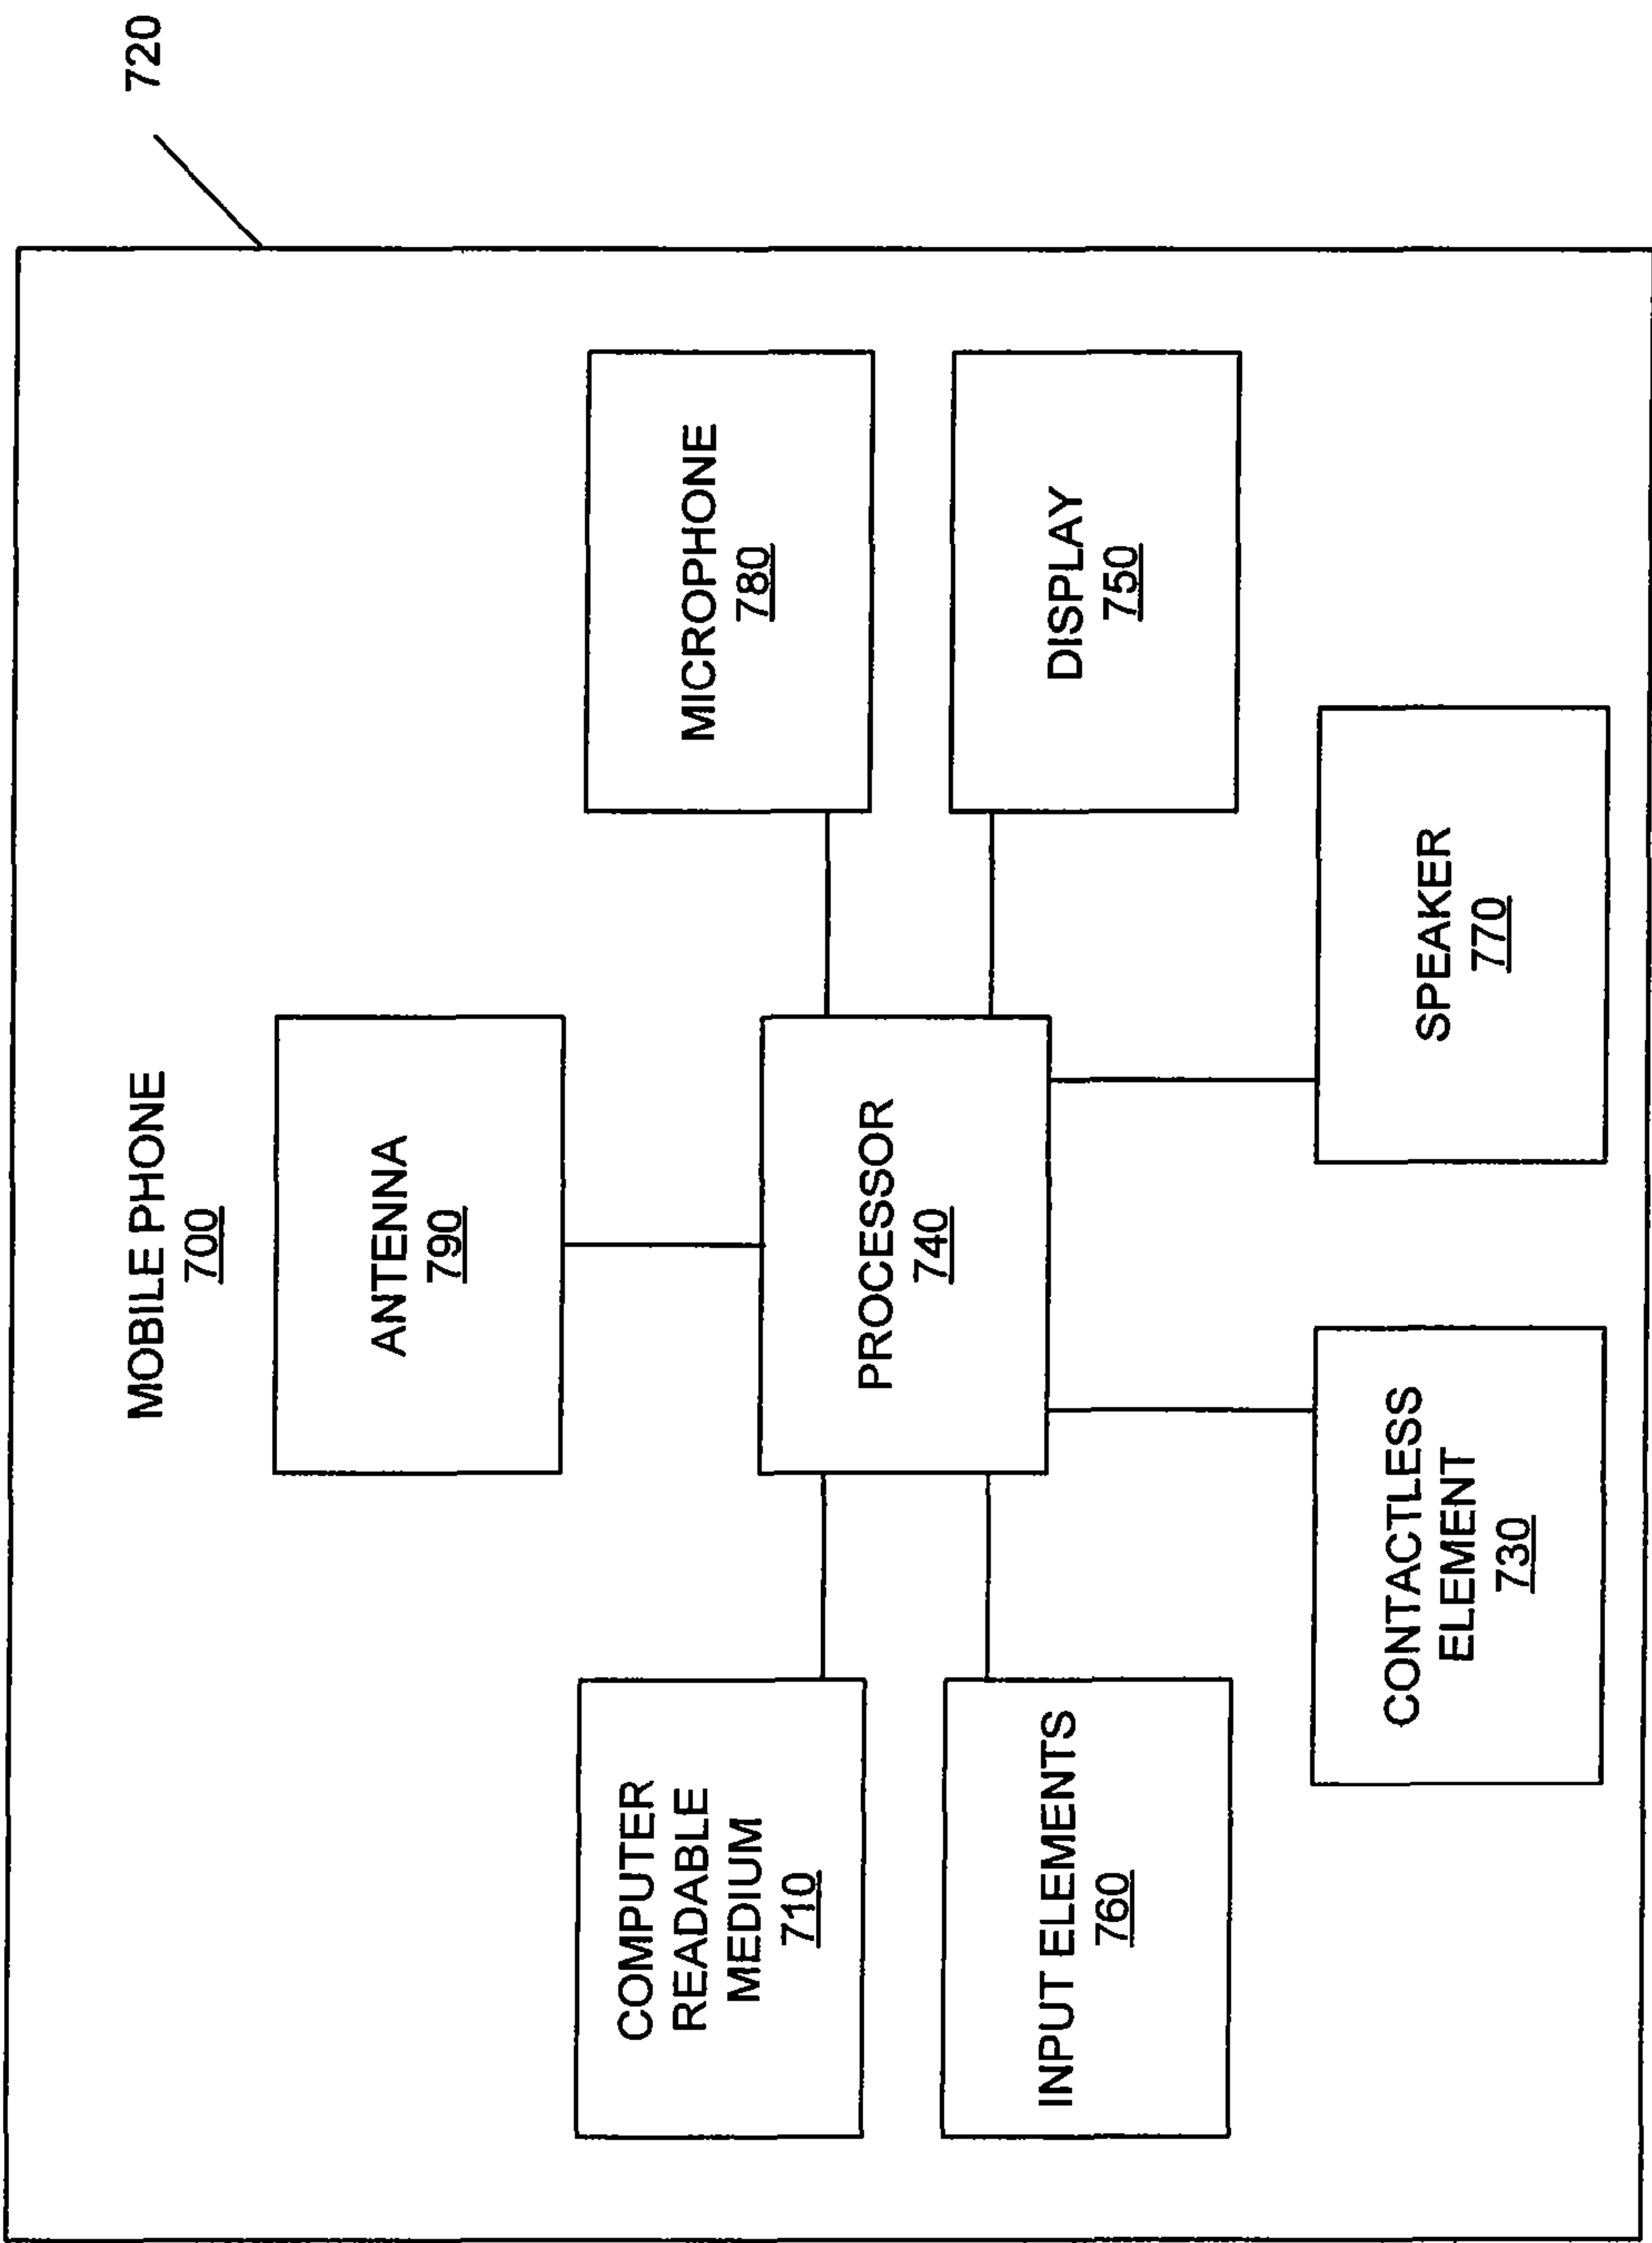 720
MOBILE PHONE
700
ANTENNA
790
COMPUTER
READABLE
MEDIUM
710
MICROPHONE
780
PROCESSOR
740
INPUT ELEMENTS
760
DISPLAY
750
CONTACTLESS
ELEMENT
730
SPEAKER
770